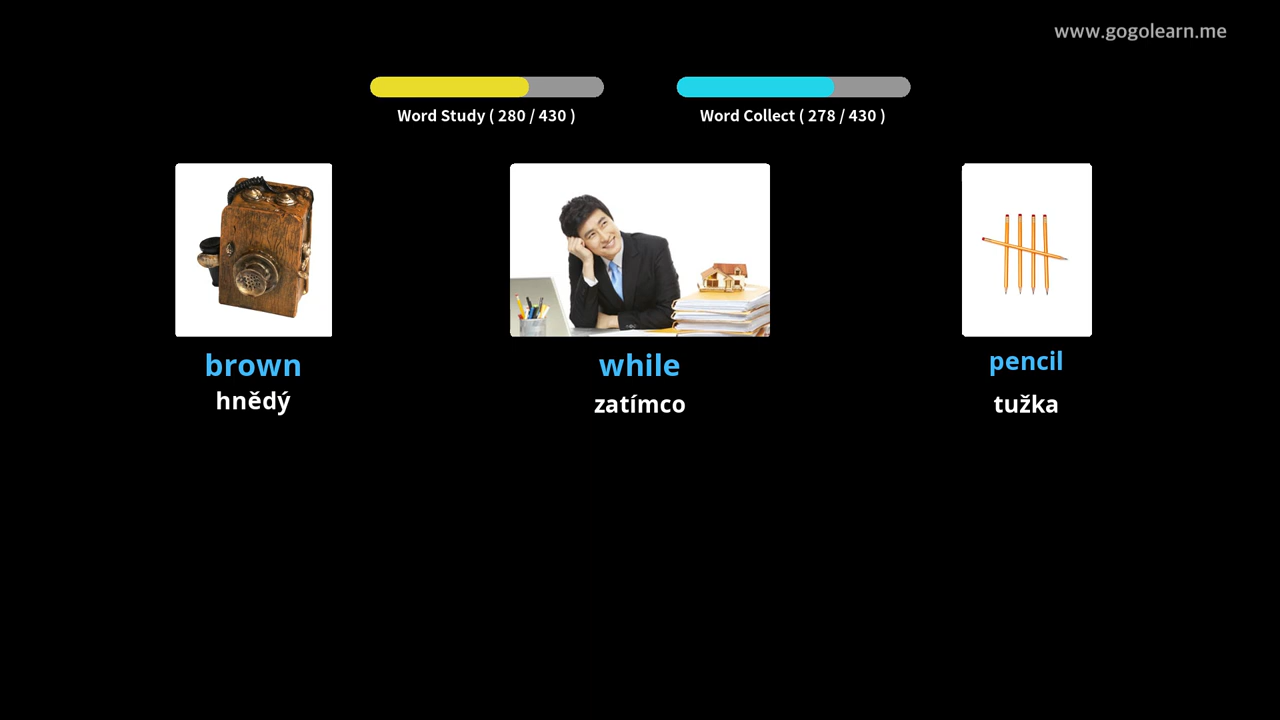 www.gogolearn.me
Word Study ( 280 / 430 )
Word Collect ( 278 / 430 )
brown
hnědý
while
zatímco
pencil
tužka